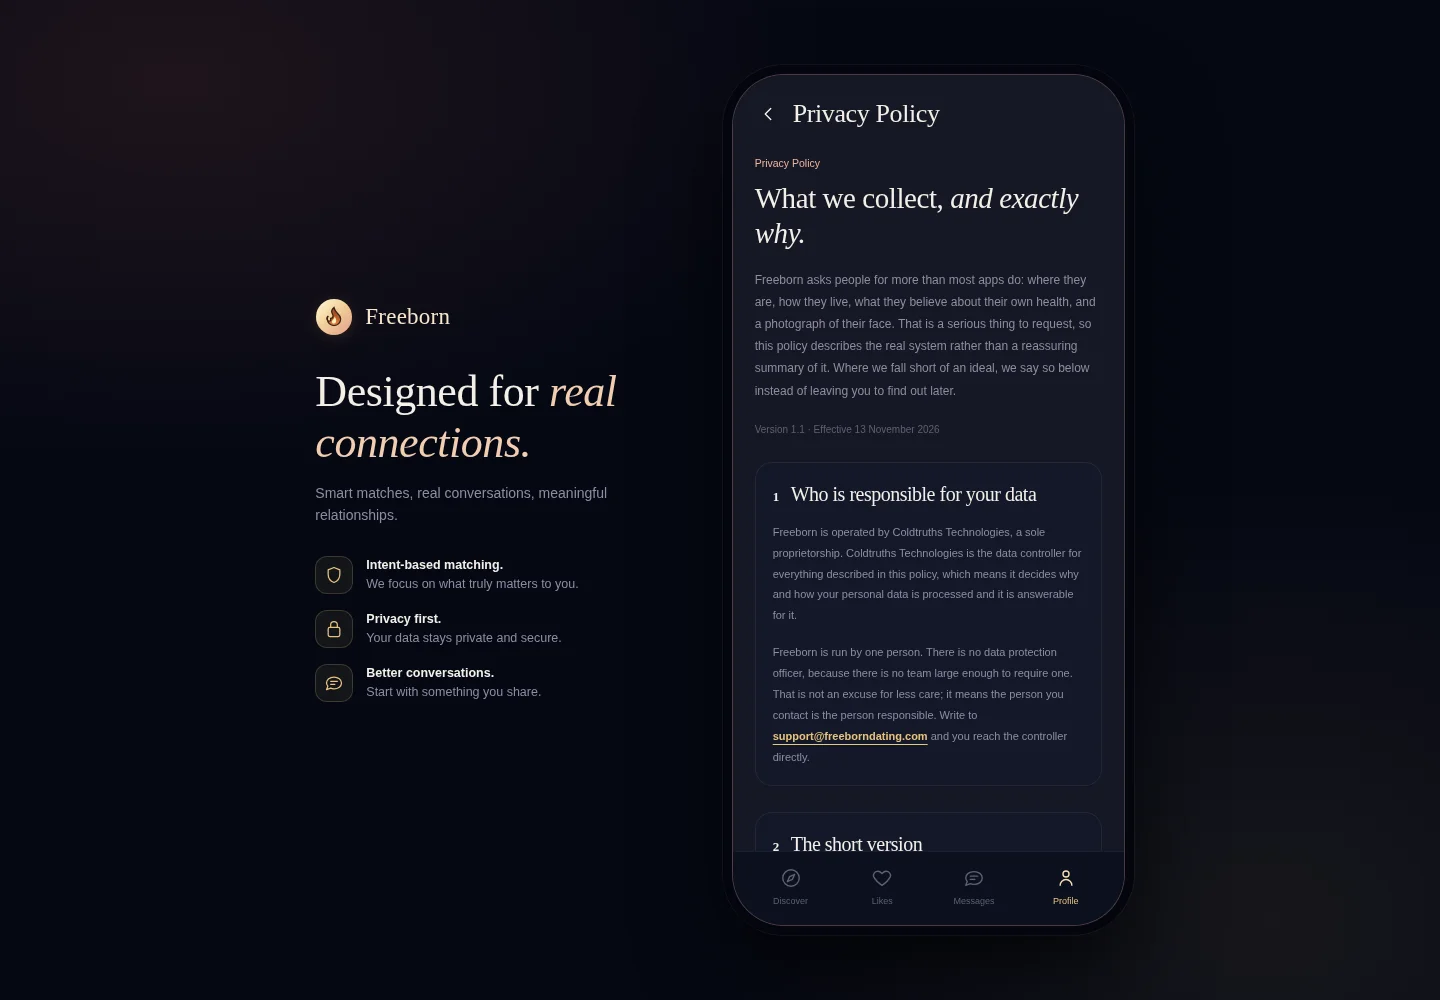 Freeborn
Designed for real
connections.
Smart matches, real conversations, meaningful
relationships.
Intent-based matching.
We focus on what truly matters to you.
Privacy first.
Your data stays private and secure.
Better conversations.
Start with something you share.
Privacy Policy
Privacy Policy
What we collect, and exactly
why.
Freeborn asks people for more than most apps do: where they
are, how they live, what they believe about their own health, and
a photograph of their face. That is a serious thing to request, so
this policy describes the real system rather than a reassuring
summary of it. Where we fall short of an ideal, we say so below
instead of leaving you to find out later.
Version 1.1 · Effective 13 November 2026
1 Who is responsible for your data
Freeborn is operated by Coldtruths Technologies, a sole
proprietorship. Coldtruths Technologies is the data controller for
everything described in this policy, which means it decides why
and how your personal data is processed and it is answerable
for it.
Freeborn is run by one person. There is no data protection
officer, because there is no team large enough to require one.
That is not an excuse for less care; it means the person you
contact is the person responsible. Write to
support@freeborndating.com and you reach the controller
directly.
2 The short version
Discover
Likes
Messages
Profile